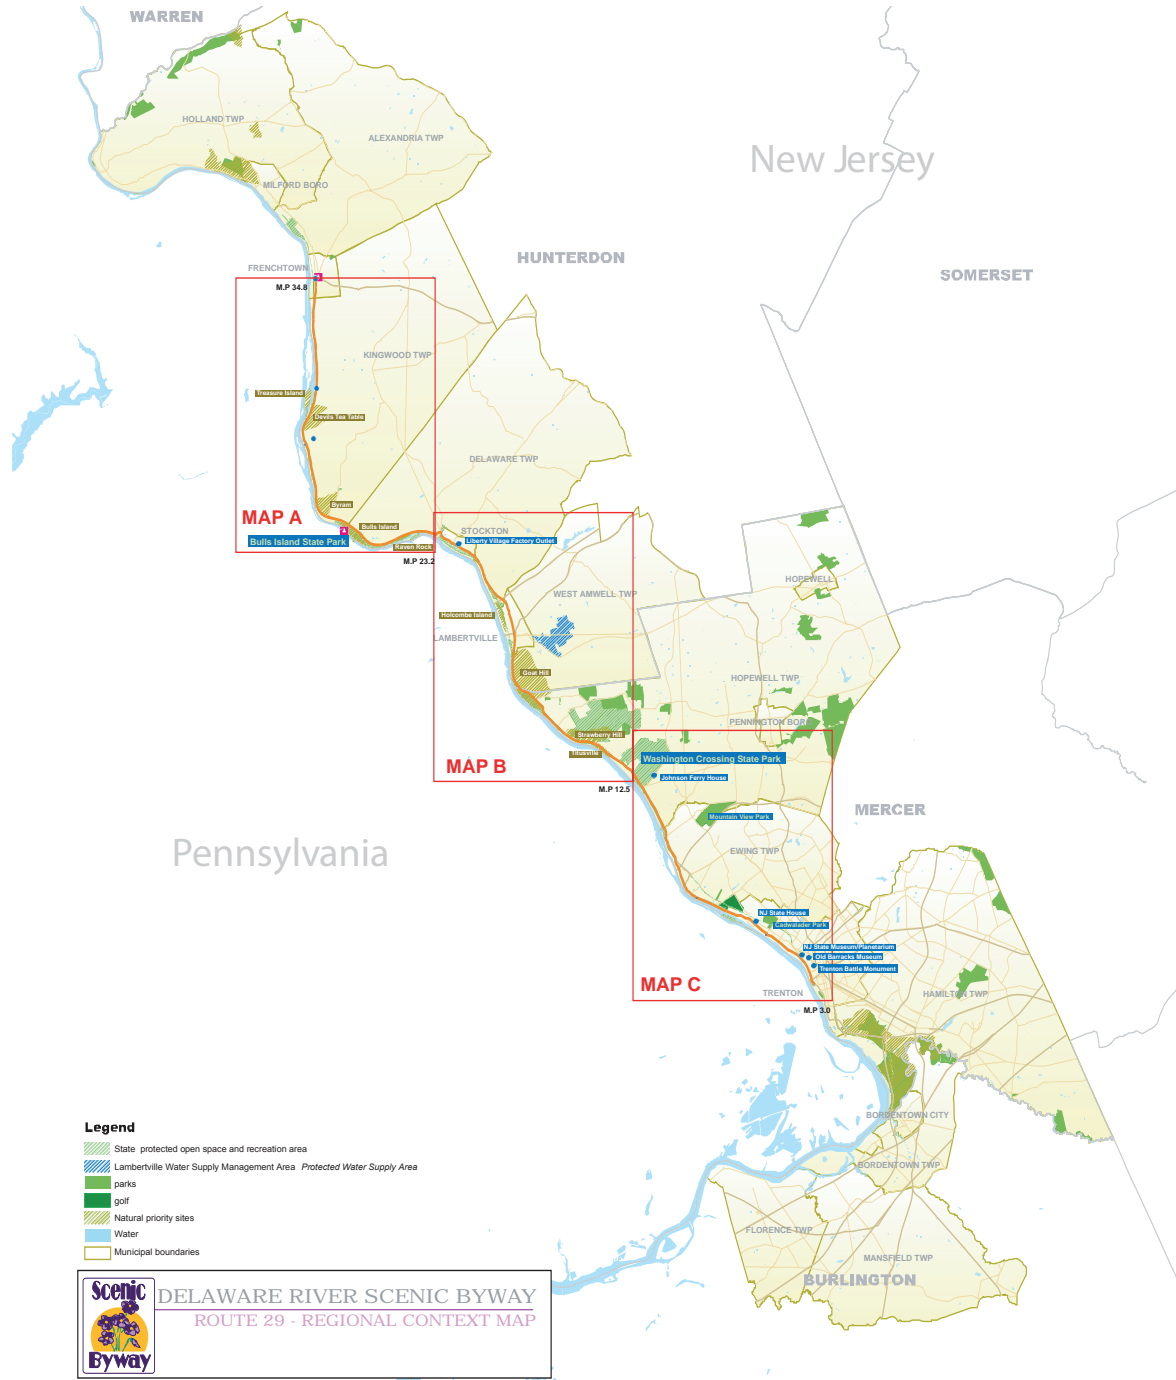 WARREN
HOLLAND TWP
ALEXANDRIA TWP
New Jersey
MILFORD BORO
HUNTERDON
FRENCHTOWN
SOMERSET
M.P 34.8
KINGWOOD TWP
Treasure Island
Devils Tea Table
DELAWARE TWP
Byram
MAP A
Bulls Island
STOCKTON
Bulls Island State Park
Liberty Village Factory Outlet
Raven Rock
M.P 23.2
HOPEWELL
WEST AMWELL TWP
Holcombe Island
LAMBERTVILLE
Goat Hill
HOPEWELL TWP
PENNINGTON BORO
Strawberry Hill
Titusville
Washington Crossing State Park
MAP B
Johnson Ferry House
M.P 12.5
MERCER
Mountain View Park
Pennsylvania
EWING TWP
NJ State House
Cadwalader Park
NJ State Museum/Planetarium
Old Barracks Museum
Trenton Battle Monument
MAP C
TRENTON
HAMILTON TWP
M.P 3.0
BORDENTOWN CITY
Legend
State protected open space and recreation area
Lambertville Water Supply Management Area Protected Water Supply Area
parks
golf
Natural priority sites
Water
Municipal boundaries
BORDENTOWN TWP
FLORENCE TWP
MANSFIELD TWP
BURLINGTON
Scenic
Byway
DELAWARE RIVER SCENIC BYWAY
ROUTE 29 - REGIONAL CONTEXT MAP